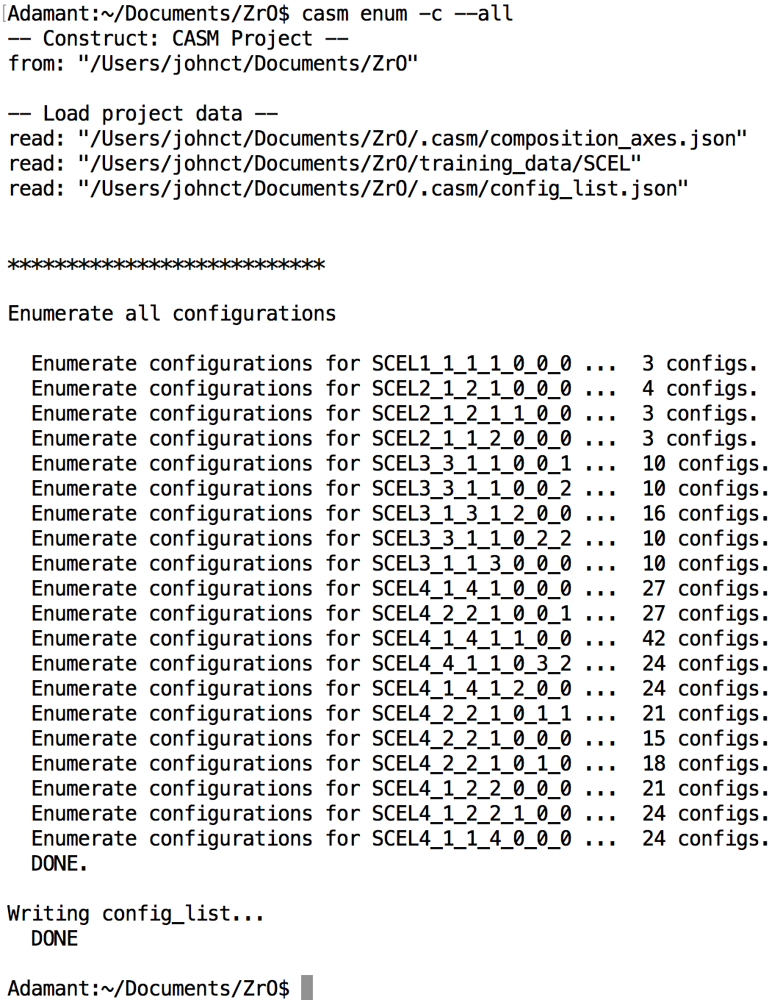 Adamant:~/Documents/ZrO$ casm enum -c --all
-- Construct: CASM Project --
from: "/Users/johnct/Documents/ZrO"
-- Load project data --
read: "/Users/johnct/Documents/ZrO/.casm/composition_axes.json"
read: "/Users/johnct/Documents/ZrO/training_data/SCEL"
read: "/Users/johnct/Documents/ZrO/.casm/config_list.json"
***************************
Enumerate all configurations
Enumerate configurations for SCEL1_1_1_1_0_0_0 ...  3 configs.
Enumerate configurations for SCEL2_1_2_1_0_0_0 ...  4 configs.
Enumerate configurations for SCEL2_1_2_1_1_0_0 ...  3 configs.
Enumerate configurations for SCEL2_1_1_2_0_0_0 ...  3 configs.
Enumerate configurations for SCEL3_3_1_1_0_0_1 ...  10 configs.
Enumerate configurations for SCEL3_3_1_1_0_0_2 ...  10 configs.
Enumerate configurations for SCEL3_1_3_1_2_0_0 ...  16 configs.
Enumerate configurations for SCEL3_3_1_1_0_2_2 ...  10 configs.
Enumerate configurations for SCEL3_1_1_3_0_0_0 ...  10 configs.
Enumerate configurations for SCEL4_1_4_1_0_0_0 ...  27 configs.
Enumerate configurations for SCEL4_2_2_1_0_0_1 ...  27 configs.
Enumerate configurations for SCEL4_1_4_1_1_0_0 ...  42 configs.
Enumerate configurations for SCEL4_4_1_1_0_3_2 ...  24 configs.
Enumerate configurations for SCEL4_1_4_1_2_0_0 ...  24 configs.
Enumerate configurations for SCEL4_2_2_1_0_1_1 ...  21 configs.
Enumerate configurations for SCEL4_2_2_1_0_0_0 ...  15 configs.
Enumerate configurations for SCEL4_2_2_1_0_1_0 ...  18 configs.
Enumerate configurations for SCEL4_1_2_2_0_0_0 ...  21 configs.
Enumerate configurations for SCEL4_1_2_2_1_0_0 ...  24 configs.
Enumerate configurations for SCEL4_1_1_4_0_0_0 ...  24 configs.
DONE.
Writing config_list...
DONE
Adamant:~/Documents/ZrO$